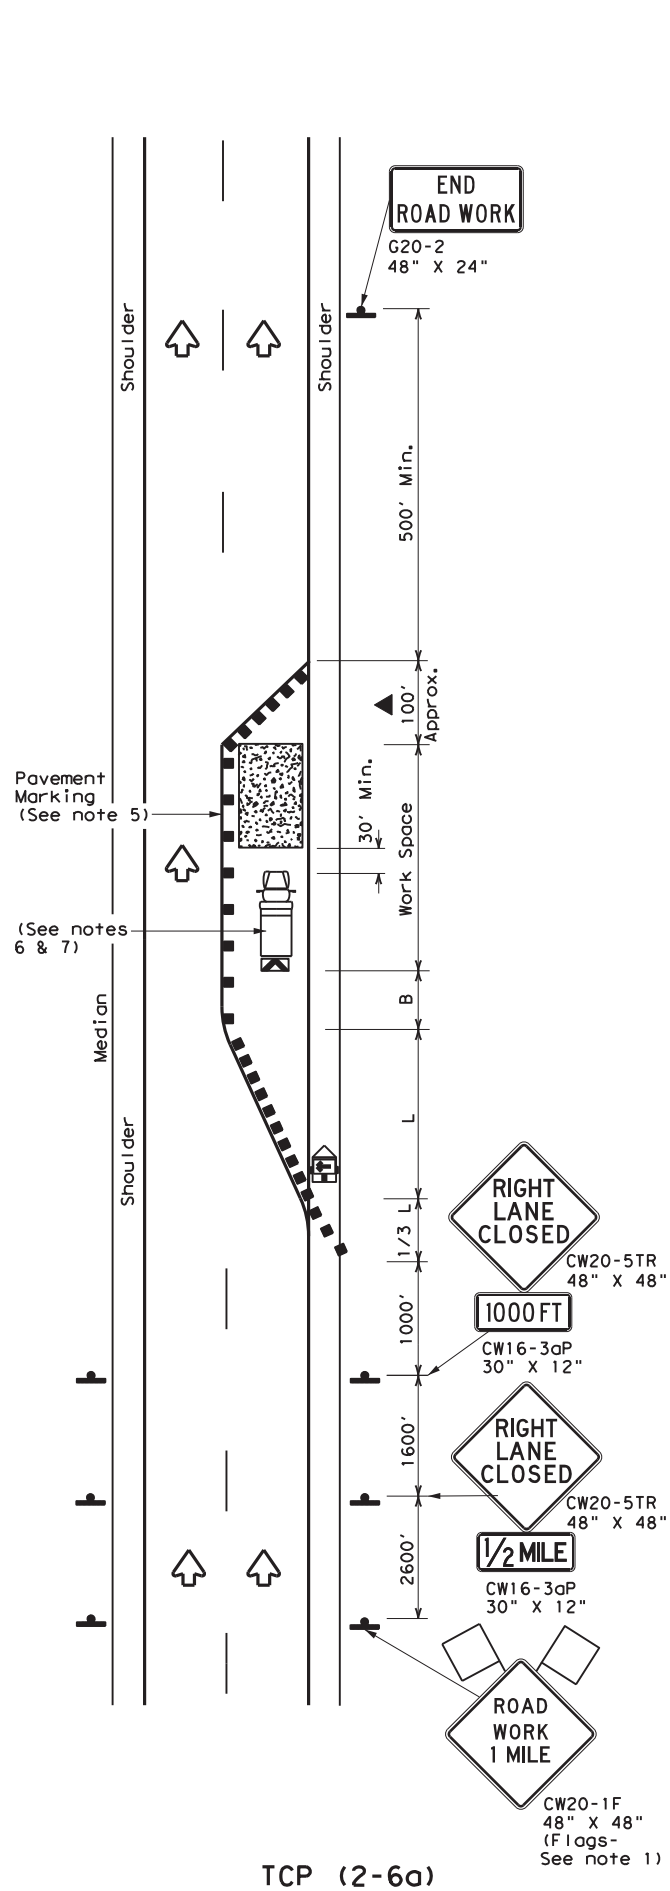 END
ROAD WORK
G20-2
48" X 24"
Shoulder
Shoulder
500' Min.
100'
Approx.
Pavement
Marking
(See note 5)
30' Min.
Work Space
(See notes
6 & 7)
B
Median
Shoulder
L
1/3 L
RIGHT
LANE
CLOSED
CW20-5TR
48" X 48"
1000 FT
CW16-3aP
30" X 12"
1000'
RIGHT
LANE
CLOSED
1600'
CW20-5TR
48" X 48"
1/2 MILE
CW16-3aP
30" X 12"
2600'
ROAD
WORK
1 MILE
CW20-1F
48" X 48"
(Flags-
See note 1)
TCP (2-6a)